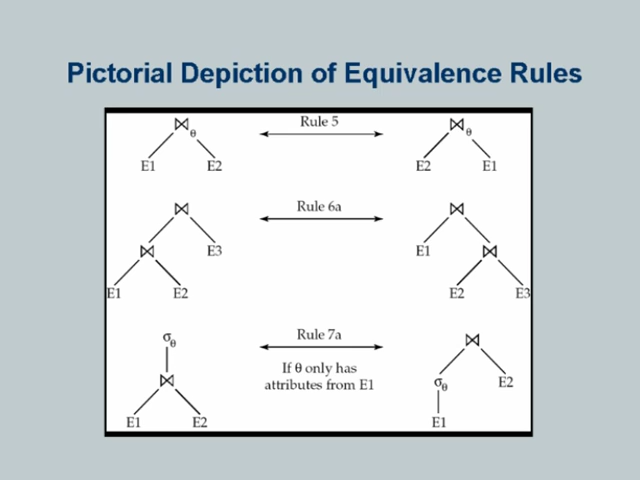 Pictorial Depiction of Equivalence Rules
⋈θ Rule 5 ⋈θ
E1 E2 E2 E1
⋈ Rule 6a ⋈
⋈ E3 E1 ⋈
E1 E2 E2 E3
σθ Rule 7a ⋈
If θ only has
attributes from E1
⋈ σθ E2
E1 E2 E1